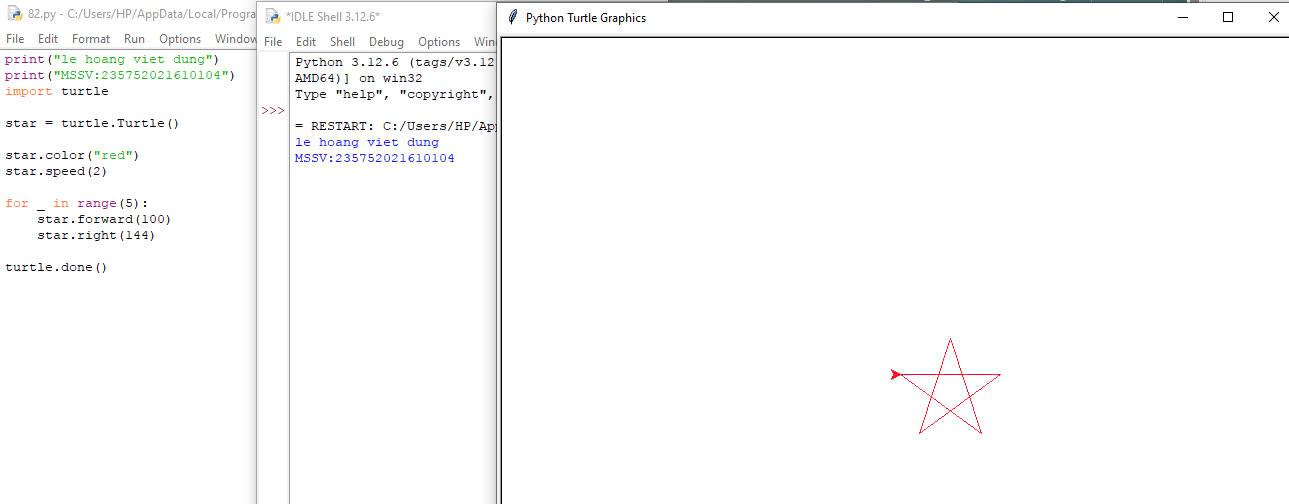 82.py - C:/Users/HP/AppData/Local/Progra
File Edit Format Run Options Window
print("le hoang viet dung")
print("MSSV:235752021610104")
import turtle
star = turtle.Turtle()
star.color("red")
star.speed(2)
for _ in range(5):
    star.forward(100)
    star.right(144)
turtle.done()
*IDLE Shell 3.12.6*
File Edit Shell Debug Options
Python 3.12.6 (tags/v3.12
AMD64)] on win32
Type "help", "copyright",
>>>
= RESTART: C:/Users/HP/App
le hoang viet dung
MSSV:235752021610104
Python Turtle Graphics